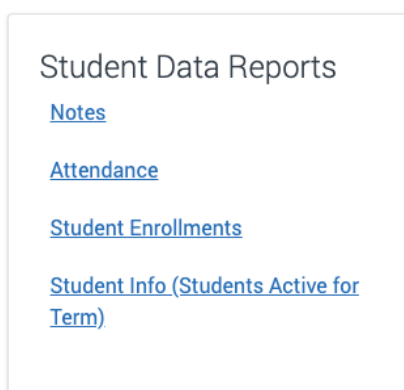 Student Data Reports
Notes
Attendance
Student Enrollments
Student Info (Students Active for
Term)